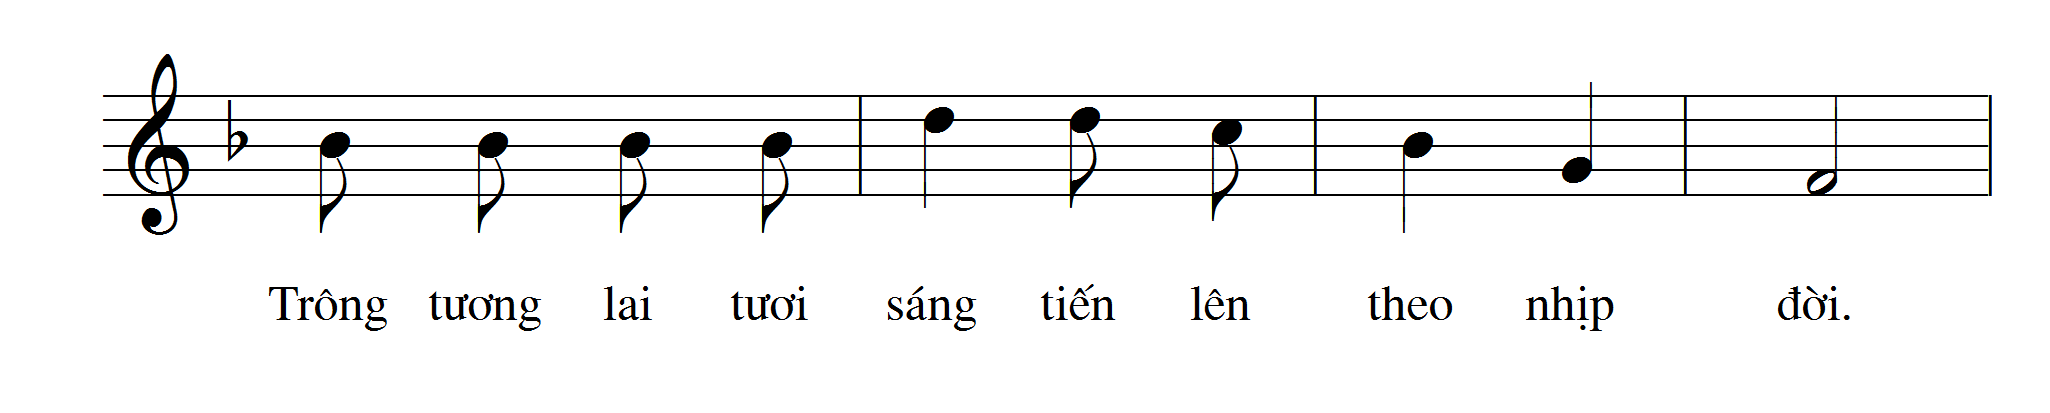 Trông tương lai tươi sáng tiến lên theo nhịp đời.